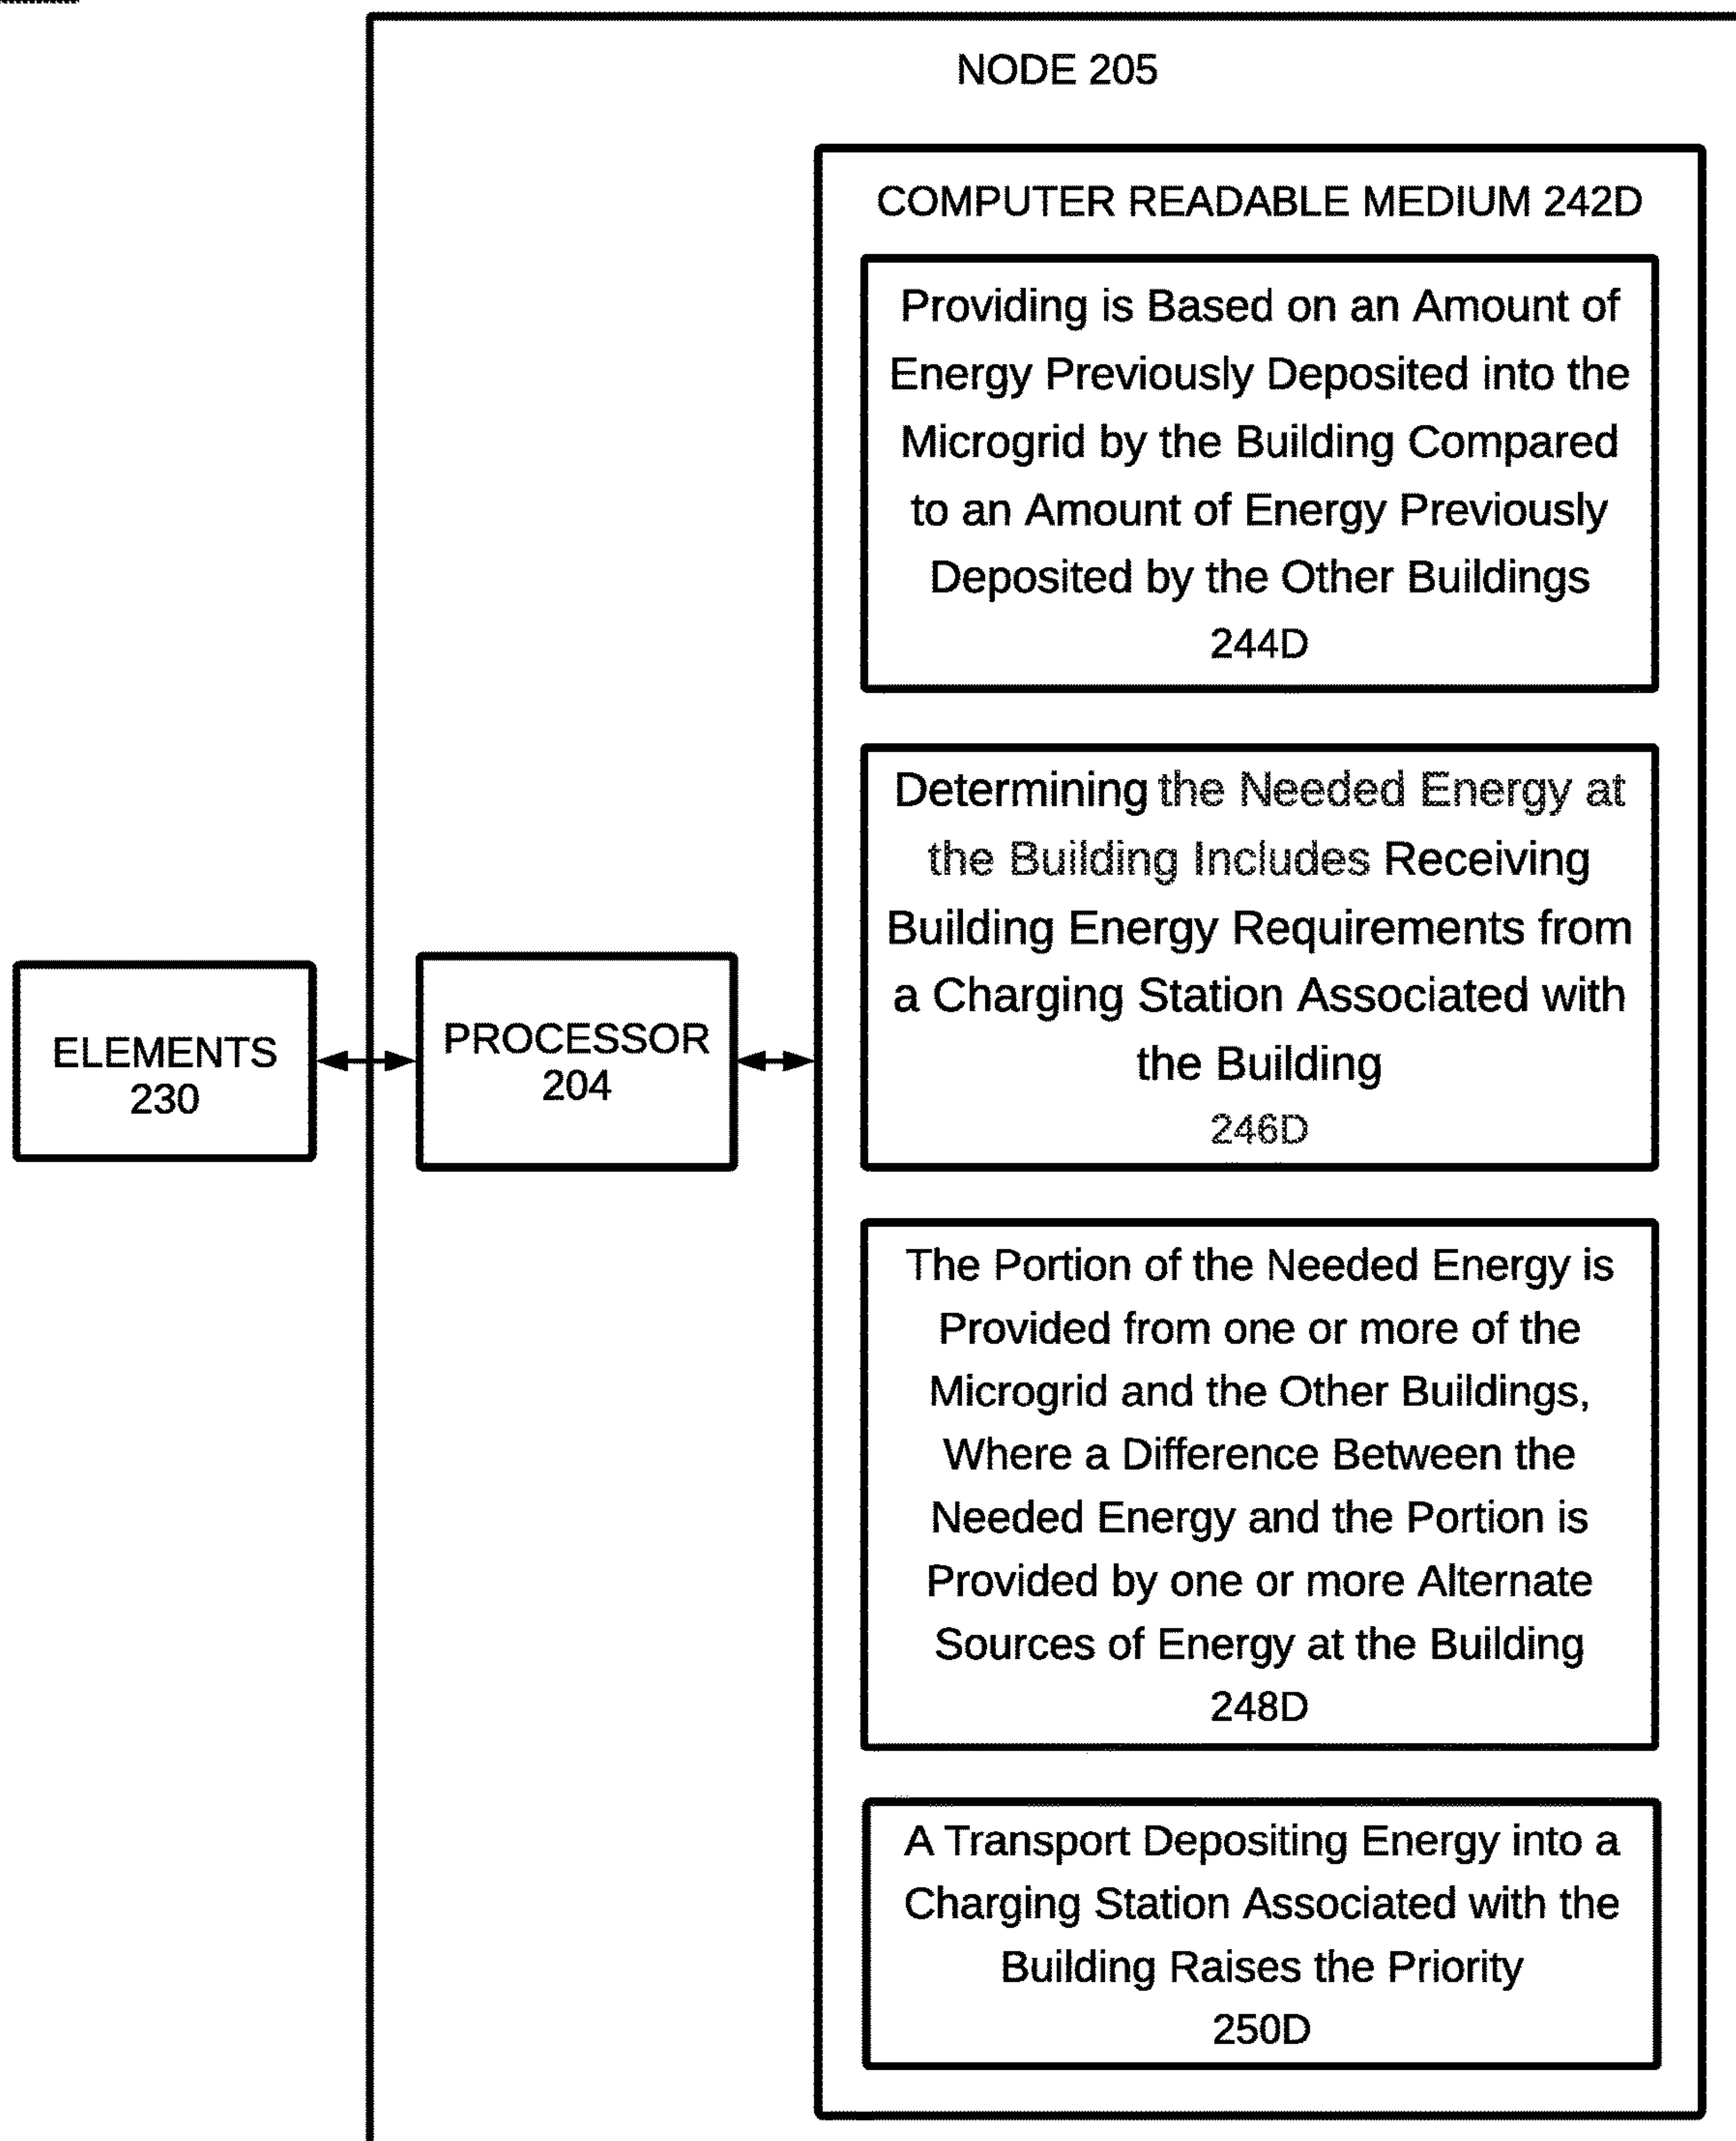 NODE 205
COMPUTER READABLE MEDIUM 242D
Providing is Based on an Amount of
Energy Previously Deposited into the
Microgrid by the Building Compared
to an Amount of Energy Previously
Deposited by the Other Buildings
244D
Determining the Needed Energy at
the Building Includes Receiving
Building Energy Requirements from
a Charging Station Associated with
the Building
246D
ELEMENTS
230
PROCESSOR
204
The Portion of the Needed Energy is
Provided from one or more of the
Microgrid and the Other Buildings,
Where a Difference Between the
Needed Energy and the Portion is
Provided by one or more Alternate
Sources of Energy at the Building
248D
A Transport Depositing Energy into a
Charging Station Associated with the
Building Raises the Priority
250D